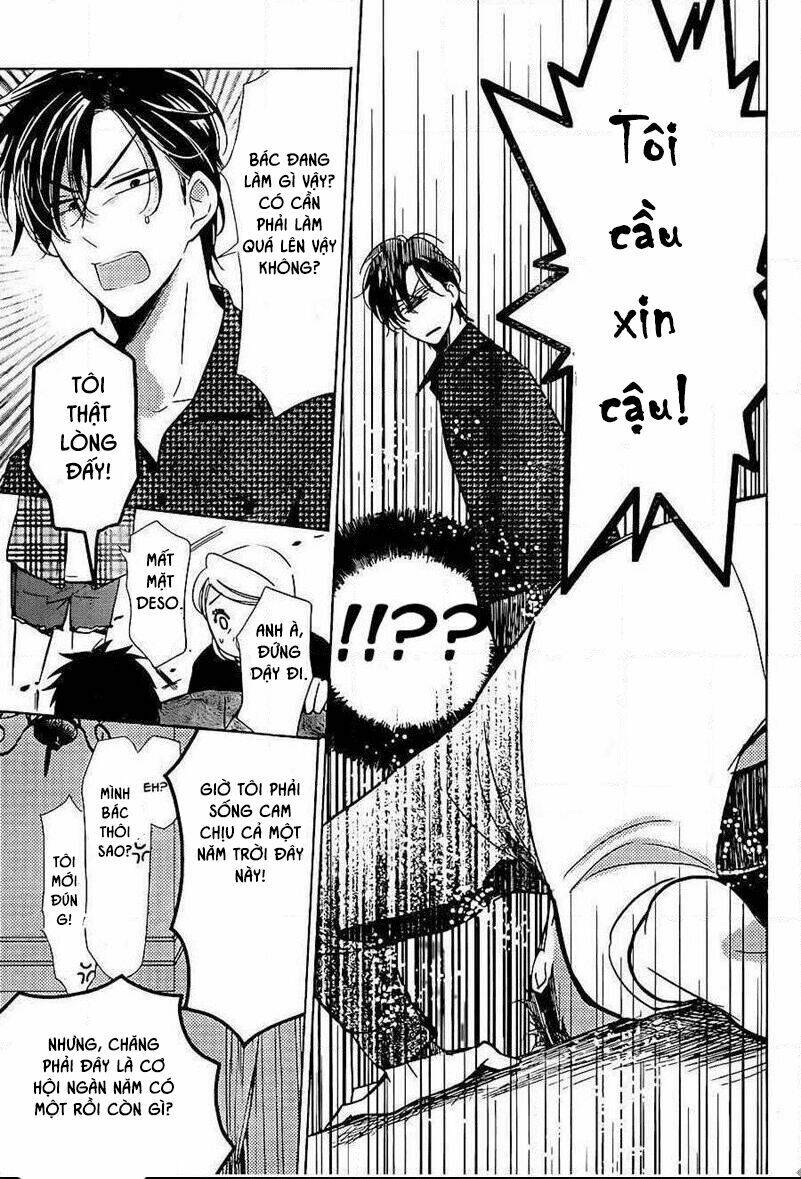 Tôi
cầu
xin
cậu!
!!??
BÁC ĐANG
LÀM GÌ VẬY?
CÓ CẦN
PHẢI LÀM
QUÁ LÊN VẬY
KHÔNG?
TÔI
THẬT
LÒNG
ĐẤY!
ANH À,
ĐỨNG
DẬY ĐI.
MẤT
MẶT
DESO.
GIỜ TÔI PHẢI
SỐNG CAM
CHỊU CẢ MỘT
NĂM TRỜI ĐÂY
NÀY!
EH?
MÌNH
BÁC
THÔI
SAO?
TÔI
MỚI
ĐÚN
G!
NHƯNG, CHẲNG
PHẢI ĐÂY LÀ CƠ
HỘI NGÀN NĂM CÓ
MỘT RỒI CÒN GÌ?